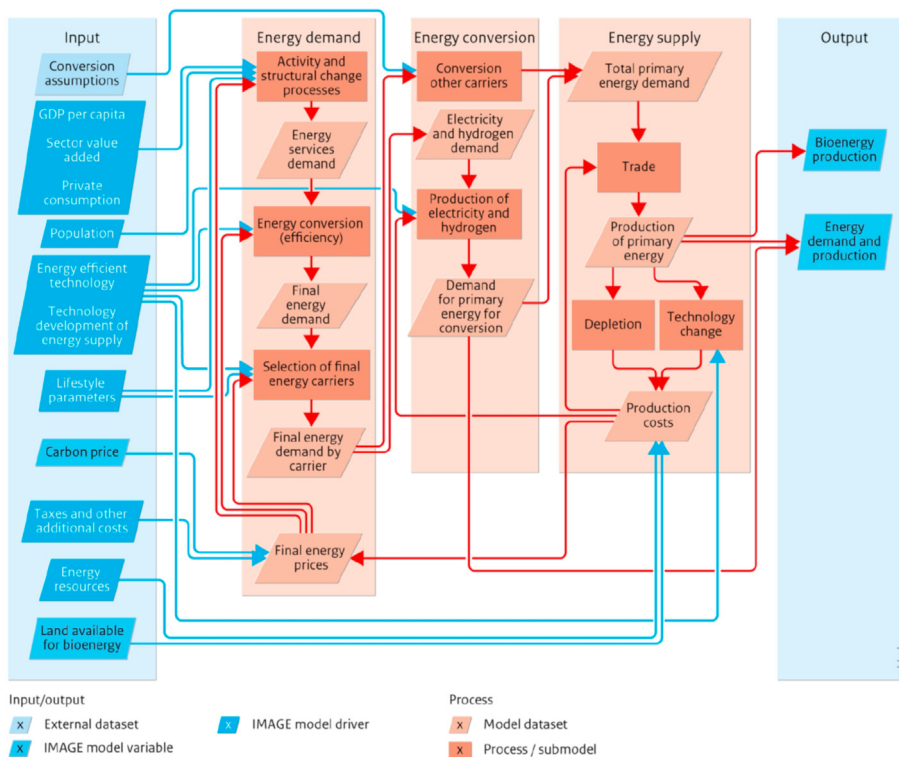 Input
Conversion
assumptions
GDP per capita
Sector value
added
Private
consumption
Population
Energy efficient
technology
Technology
development of
energy supply
Lifestyle
parameters
Carbon price
Taxes and other
additional costs
Energy
resources
Land available
for bioenergy
Energy demand
Activity and
structural change
processes
Energy
services
demand
Energy conversion
(efficiency)
Final
energy
demand
Selection of final
energy carriers
Final energy
demand by
carrier
Final energy
prices
Energy conversion
Conversion
other carriers
Electricity
and hydrogen
demand
Production of
electricity and
hydrogen
Demand
for primary
energy for
conversion
Energy supply
Total primary
energy demand
Trade
Production
of primary
energy
Depletion
Technology
change
Production
costs
Output
Bioenergy
production
Energy
demand and
production
Input/output
x External dataset
x IMAGE model variable
x IMAGE model driver
Process
x Model dataset
x Process / submodel